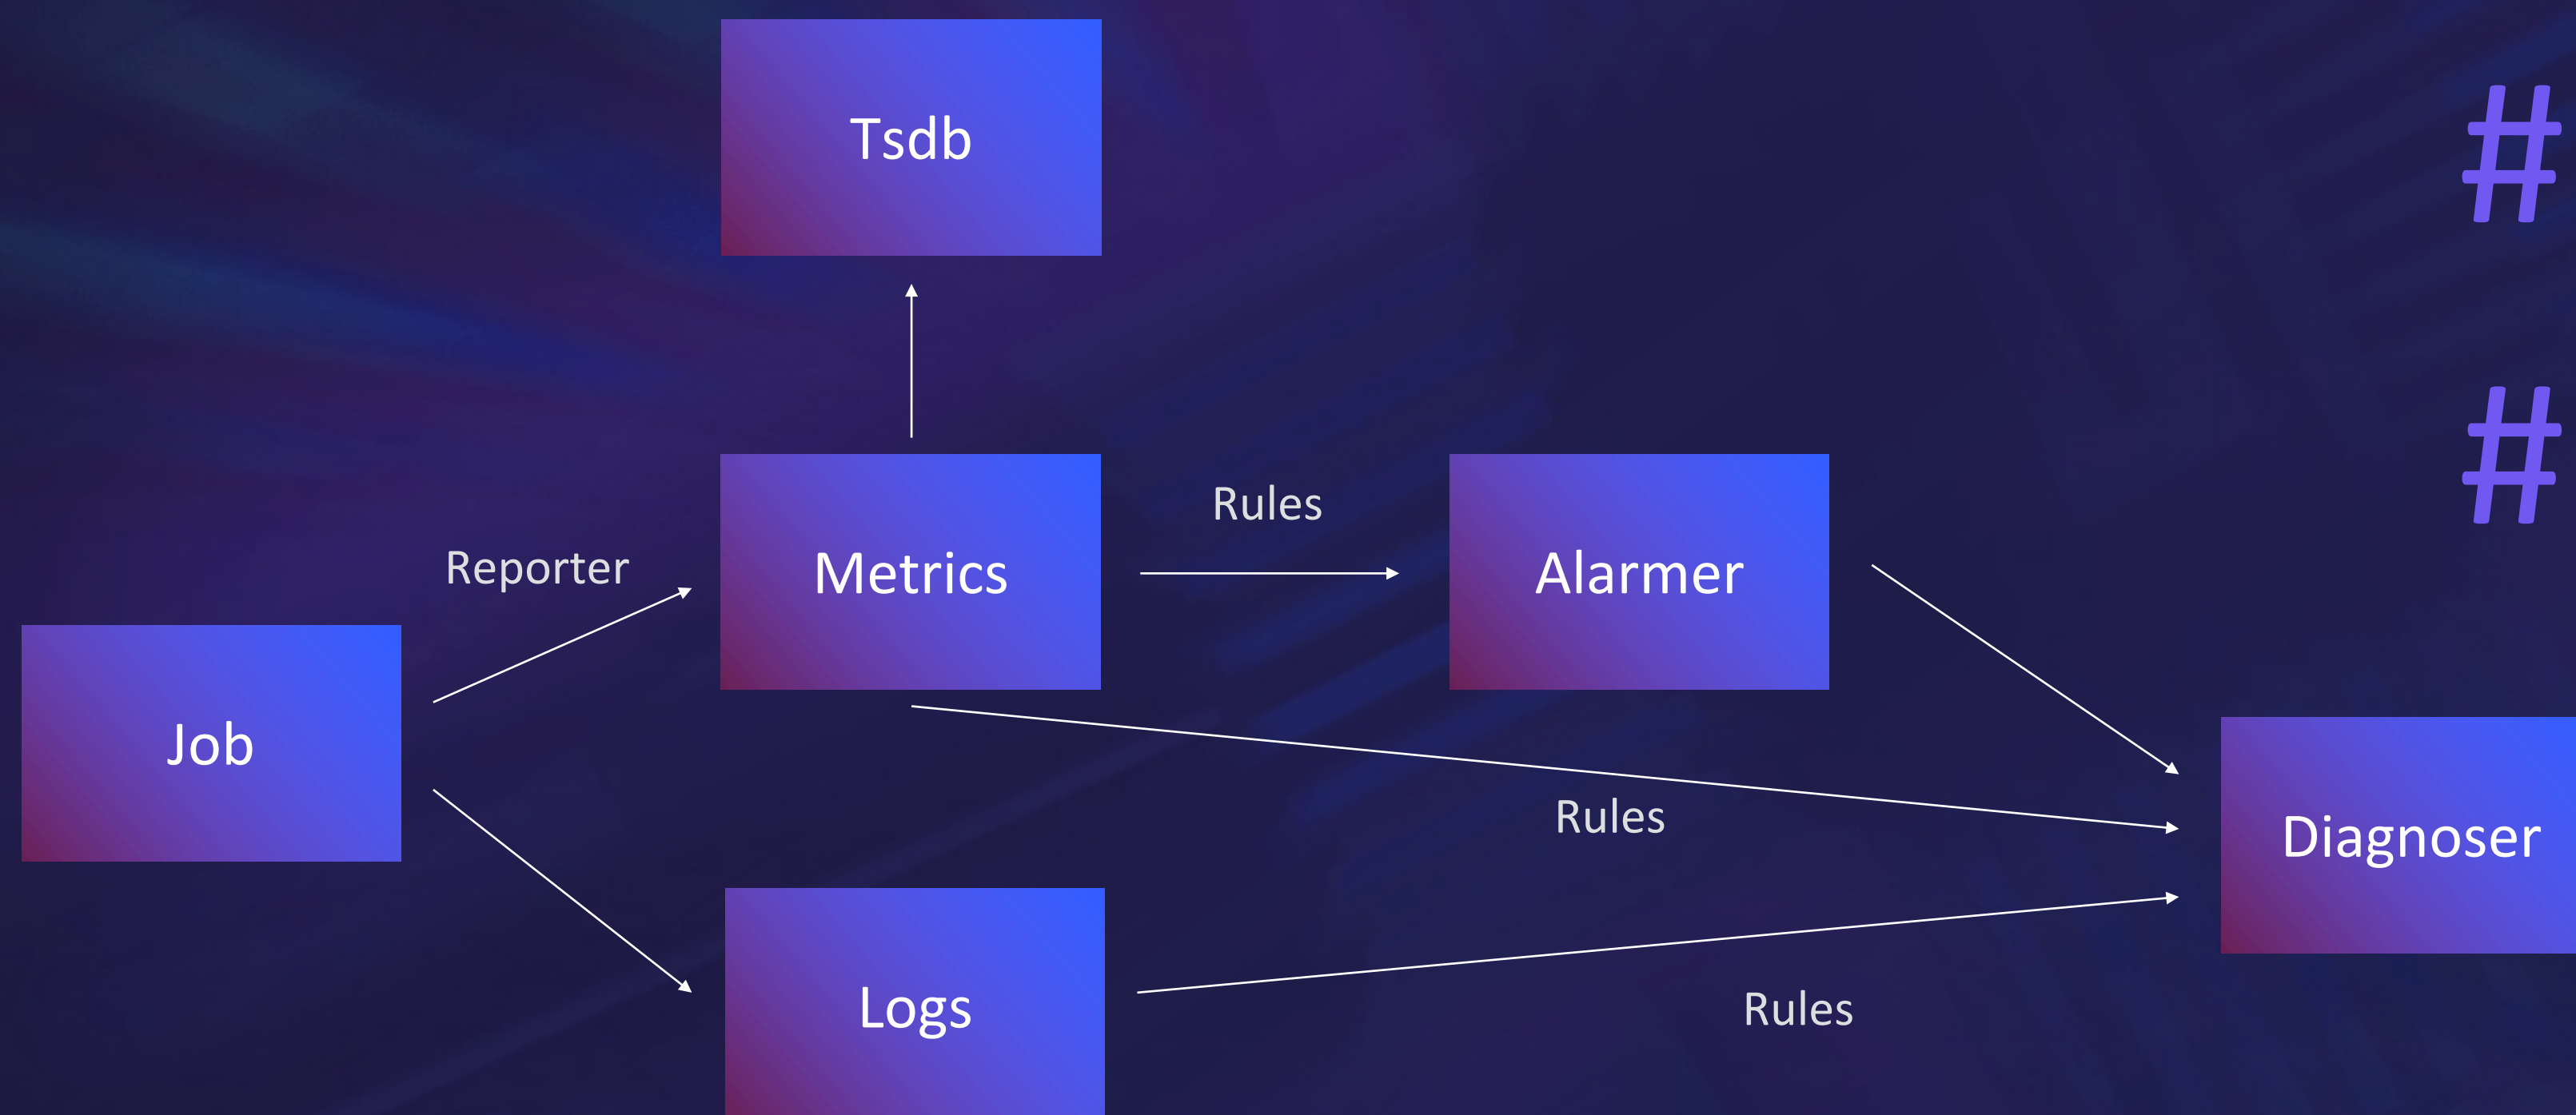 Tsdb
#
#
Rules
Reporter
Metrics
Alarmer
Job
Rules
Diagnoser
Logs
Rules